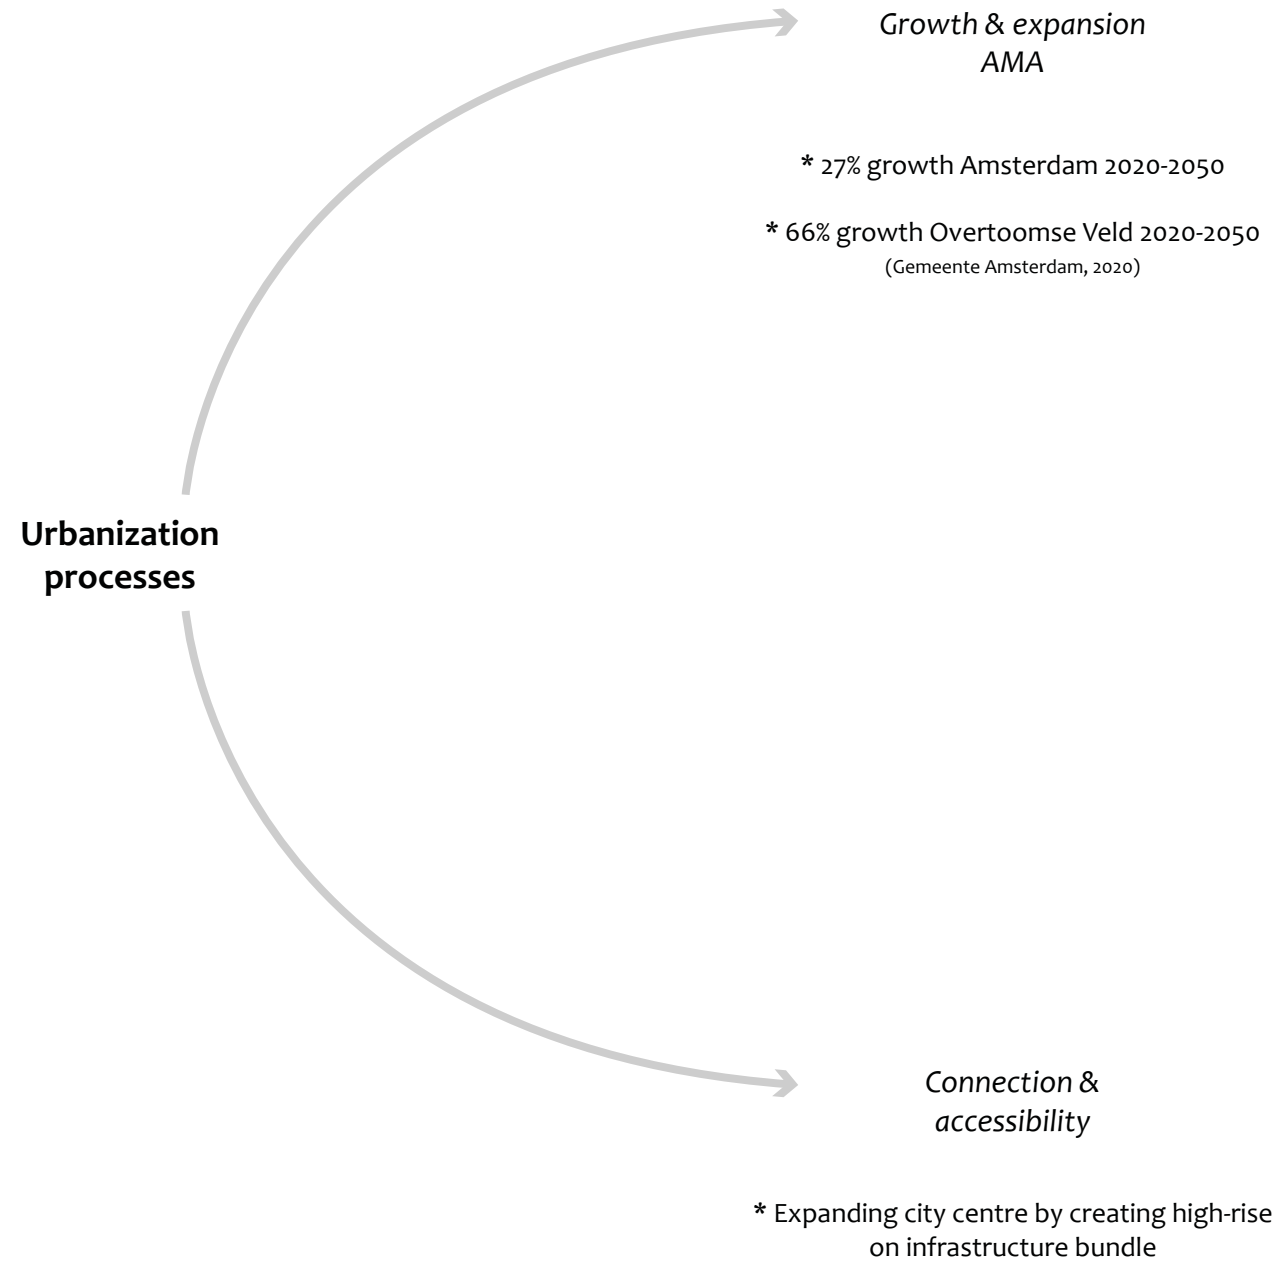 Growth & expansion
AMA
* 27% growth Amsterdam 2020-2050
* 66% growth Overtoomse Veld 2020-2050
(Gemeente Amsterdam, 2020)
Urbanization
processes
Connection &
accessibility
* Expanding city centre by creating high-rise
on infrastructure bundle